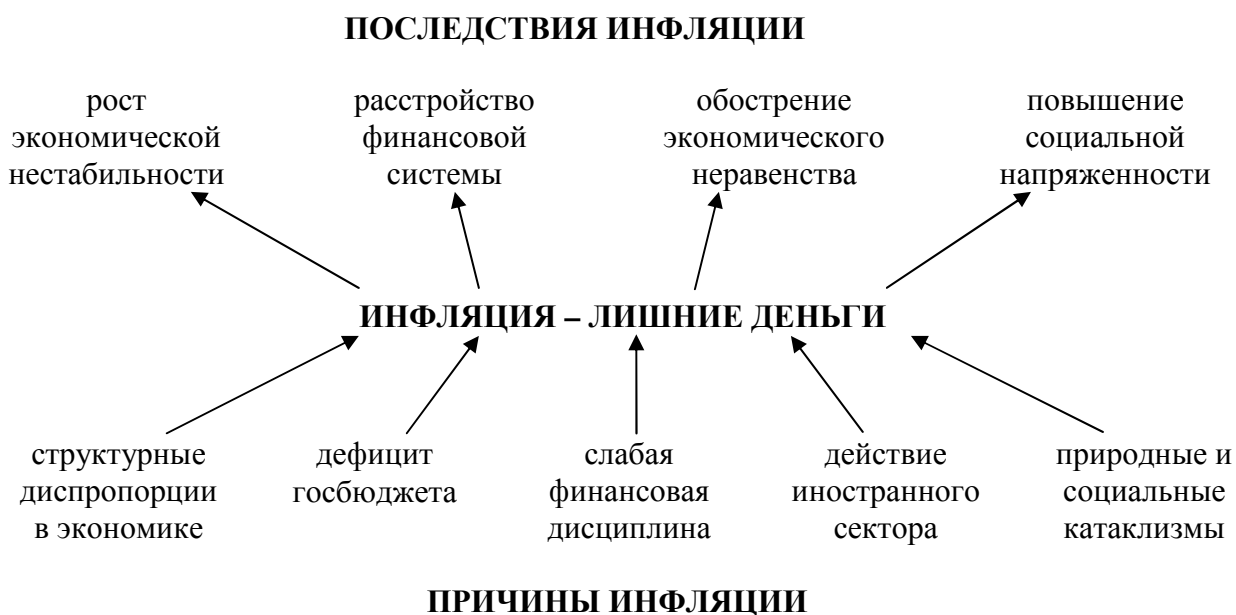 ПОСЛЕДСТВИЯ ИНФЛЯЦИИ
рост
экономической
нестабильности
расстройство
финансовой
системы
обострение
экономического
неравенства
повышение
социальной
напряженности
ИНФЛЯЦИЯ – ЛИШНИЕ ДЕНЬГИ
структурные
диспропорции
в экономике
дефицит
госбюджета
слабая
финансовая
дисциплина
действие
иностранного
сектора
природные и
социальные
катаклизмы
ПРИЧИНЫ ИНФЛЯЦИИ